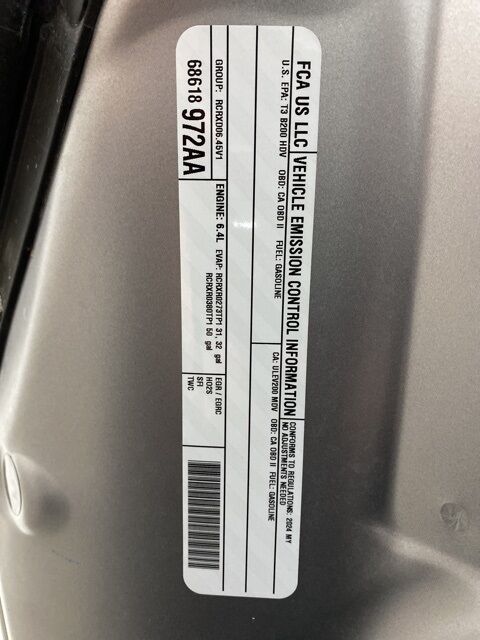 FCA US LLC VEHICLE EMISSION CONTROL INFORMATION
CONFORMS TO REGULATIONS: 2024 MY
NO ADJUSTMENTS NEEDED
U.S. EPA: T3 B200 HDV OBD: CA OBD II FUEL: GASOLINE
CA: ULEV200 MDV OBD: CA OBD II FUEL: GASOLINE
GROUP: RCRXD06.45V1
ENGINE: 6.4L EVAP: RCRXR0273TP1 31, 32 gal
RCRXR0380TP1 50 gal
EGR / EGRC
HO2S
SFI
TWC
68618972AA